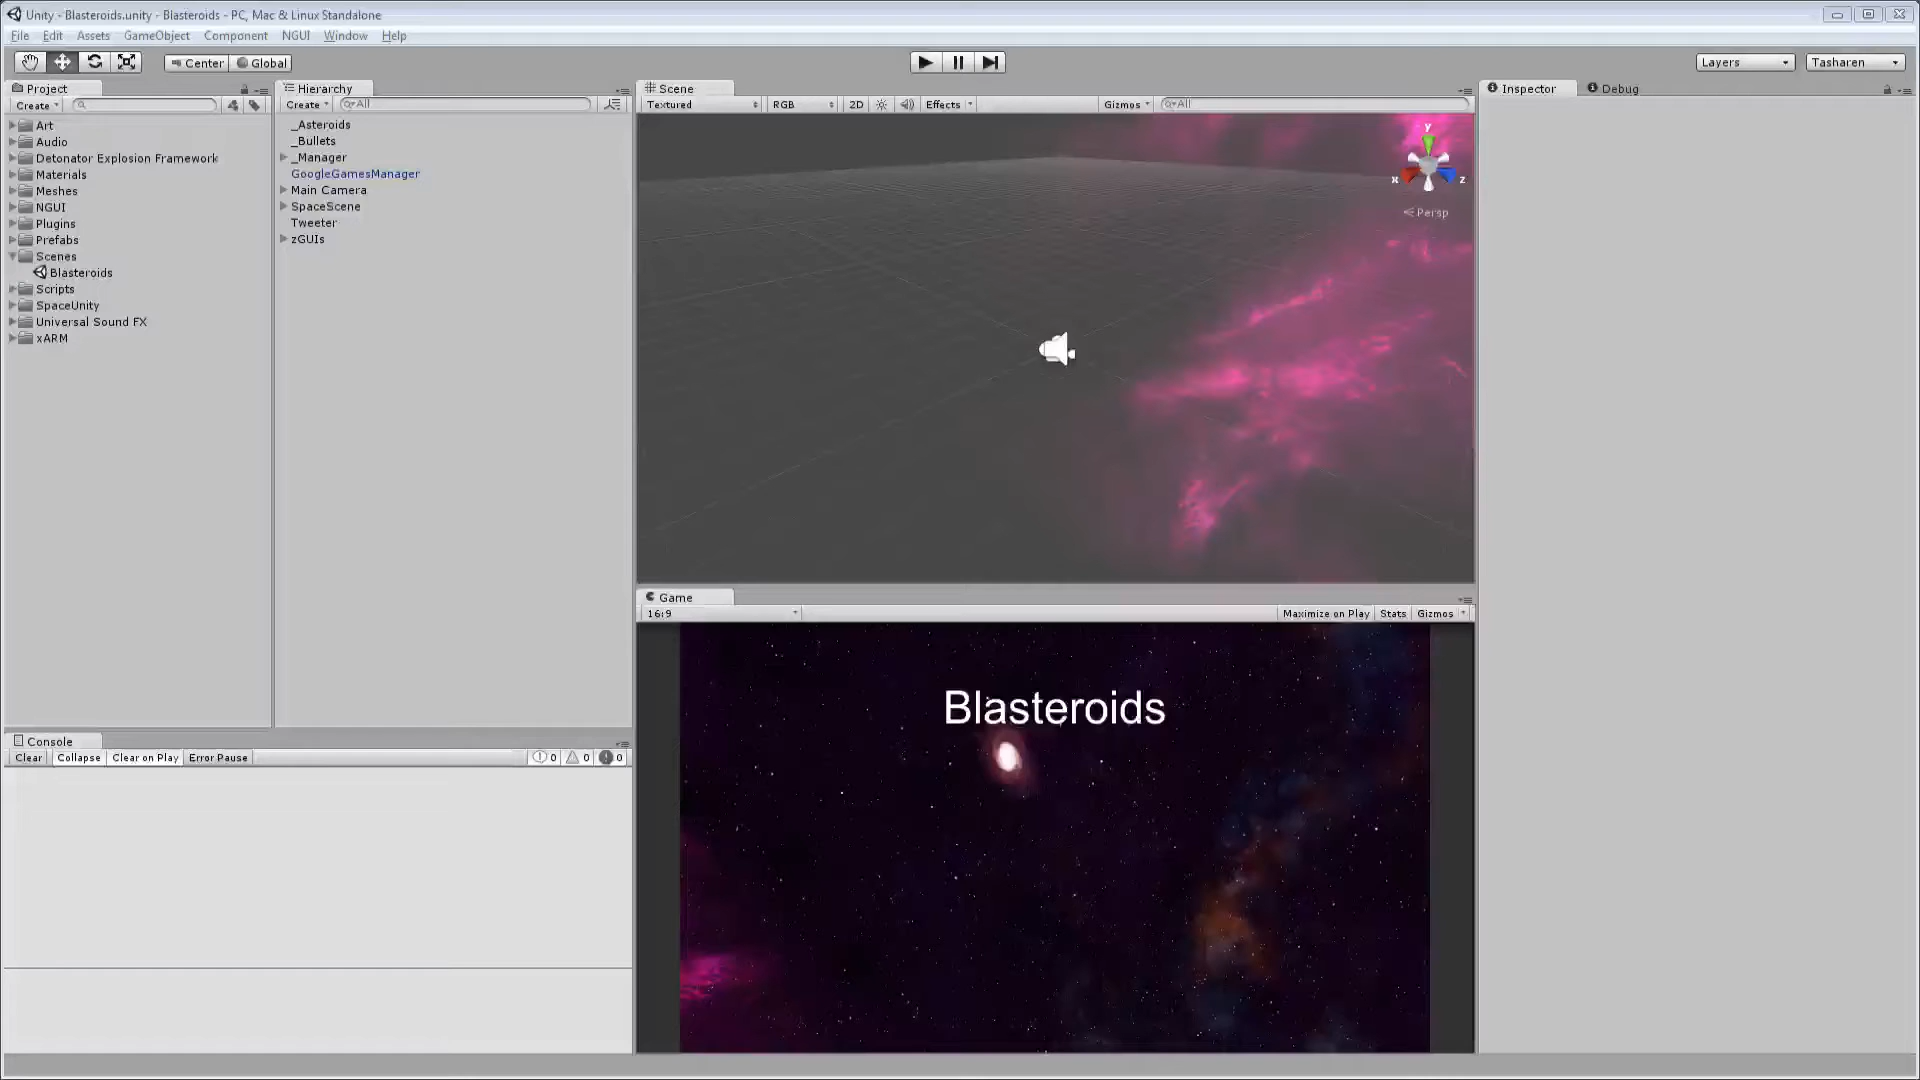 Unity - Blasteroids.unity - Blasteroids - PC, Mac & Linux Standalone
File Edit Assets GameObject Component NGUI Window Help
Center Global Layers Tasharen
Project Hierarchy Scene Inspector Debug
Create Create All Textured RGB 2D Effects Gizmos All
Art
Audio
Detonator Explosion Framework
Materials
Meshes
NGUI
Plugins
Prefabs
Scenes
Blasteroids
Scripts
SpaceUnity
Universal Sound FX
xARM
_Asteroids
_Bullets
_Manager
GoogleGamesManager
Main Camera
SpaceScene
Tweeter
zGUIs
y
x z
Persp
Game
16:9 Maximize on Play Stats Gizmos
Blasteroids
Console
Clear Collapse Clear on Play Error Pause 0 0 0